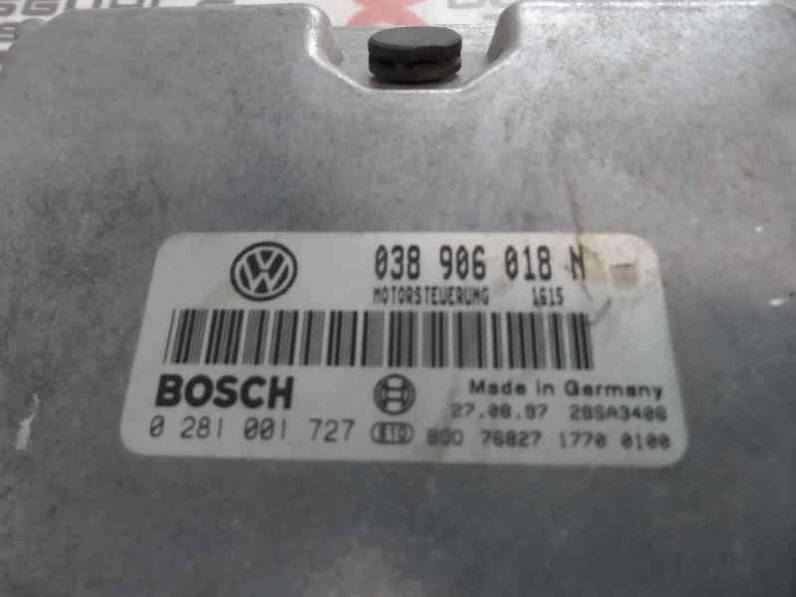 038 906 018 N
MOTORSTEUERUNG 1615
BOSCH
Made in Germany
27.08.97 28SA3406
0 281 001 727 76827 1770 0100